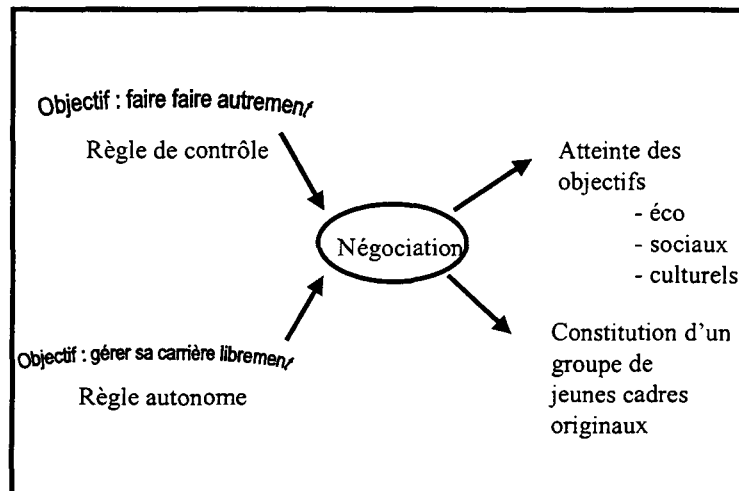 Objectif : faire faire autrement
Règle de contrôle
Négociation
Objectif : gérer sa carrière librement
Règle autonome
Atteinte des
objectifs
- éco
- sociaux
- culturels
Constitution d'un
groupe de
jeunes cadres
originaux